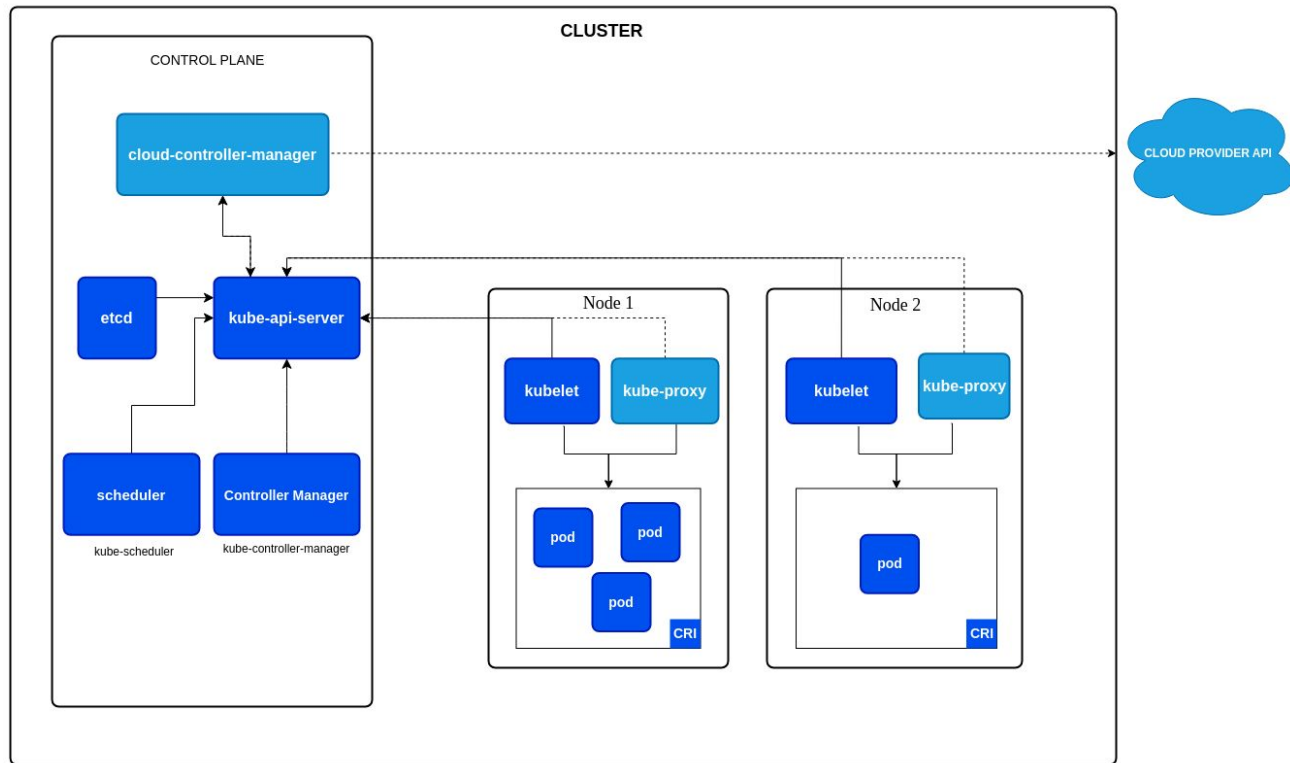 CLUSTER
CONTROL PLANE
cloud-controller-manager
CLOUD PROVIDER API
etcd
kube-api-server
scheduler
kube-scheduler
Controller Manager
kube-controller-manager
Node 1
kubelet
kube-proxy
pod
pod
pod
CRI
Node 2
kubelet
kube-proxy
pod
CRI